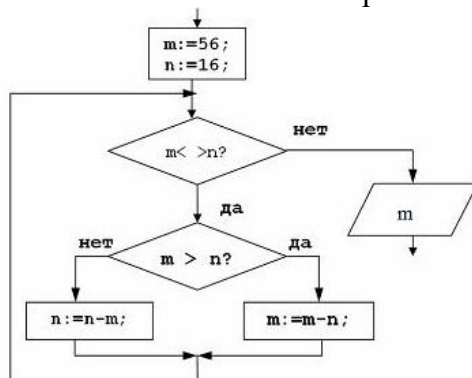 m:=56;
n:=16;
m< >n?
нет
m
да
нет
да
m > n?
n:=n-m;
m:=m-n;